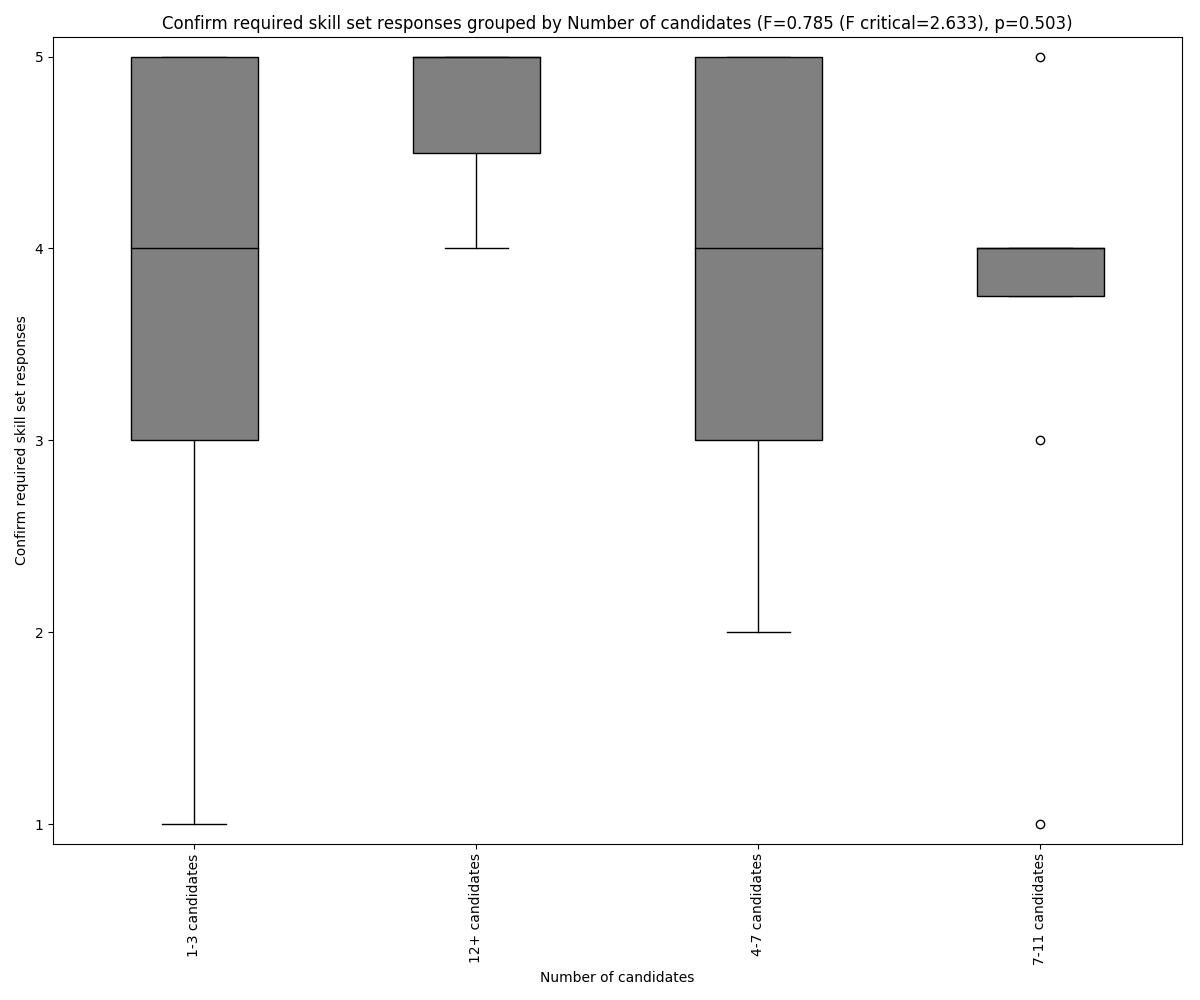 Confirm required skill set responses grouped by Number of candidates (F=0.785 (F critical=2.633), p=0.503)
Confirm required skill set responses
5
4
3
2
1
1-3 candidates
12+ candidates
4-7 candidates
7-11 candidates
Number of candidates